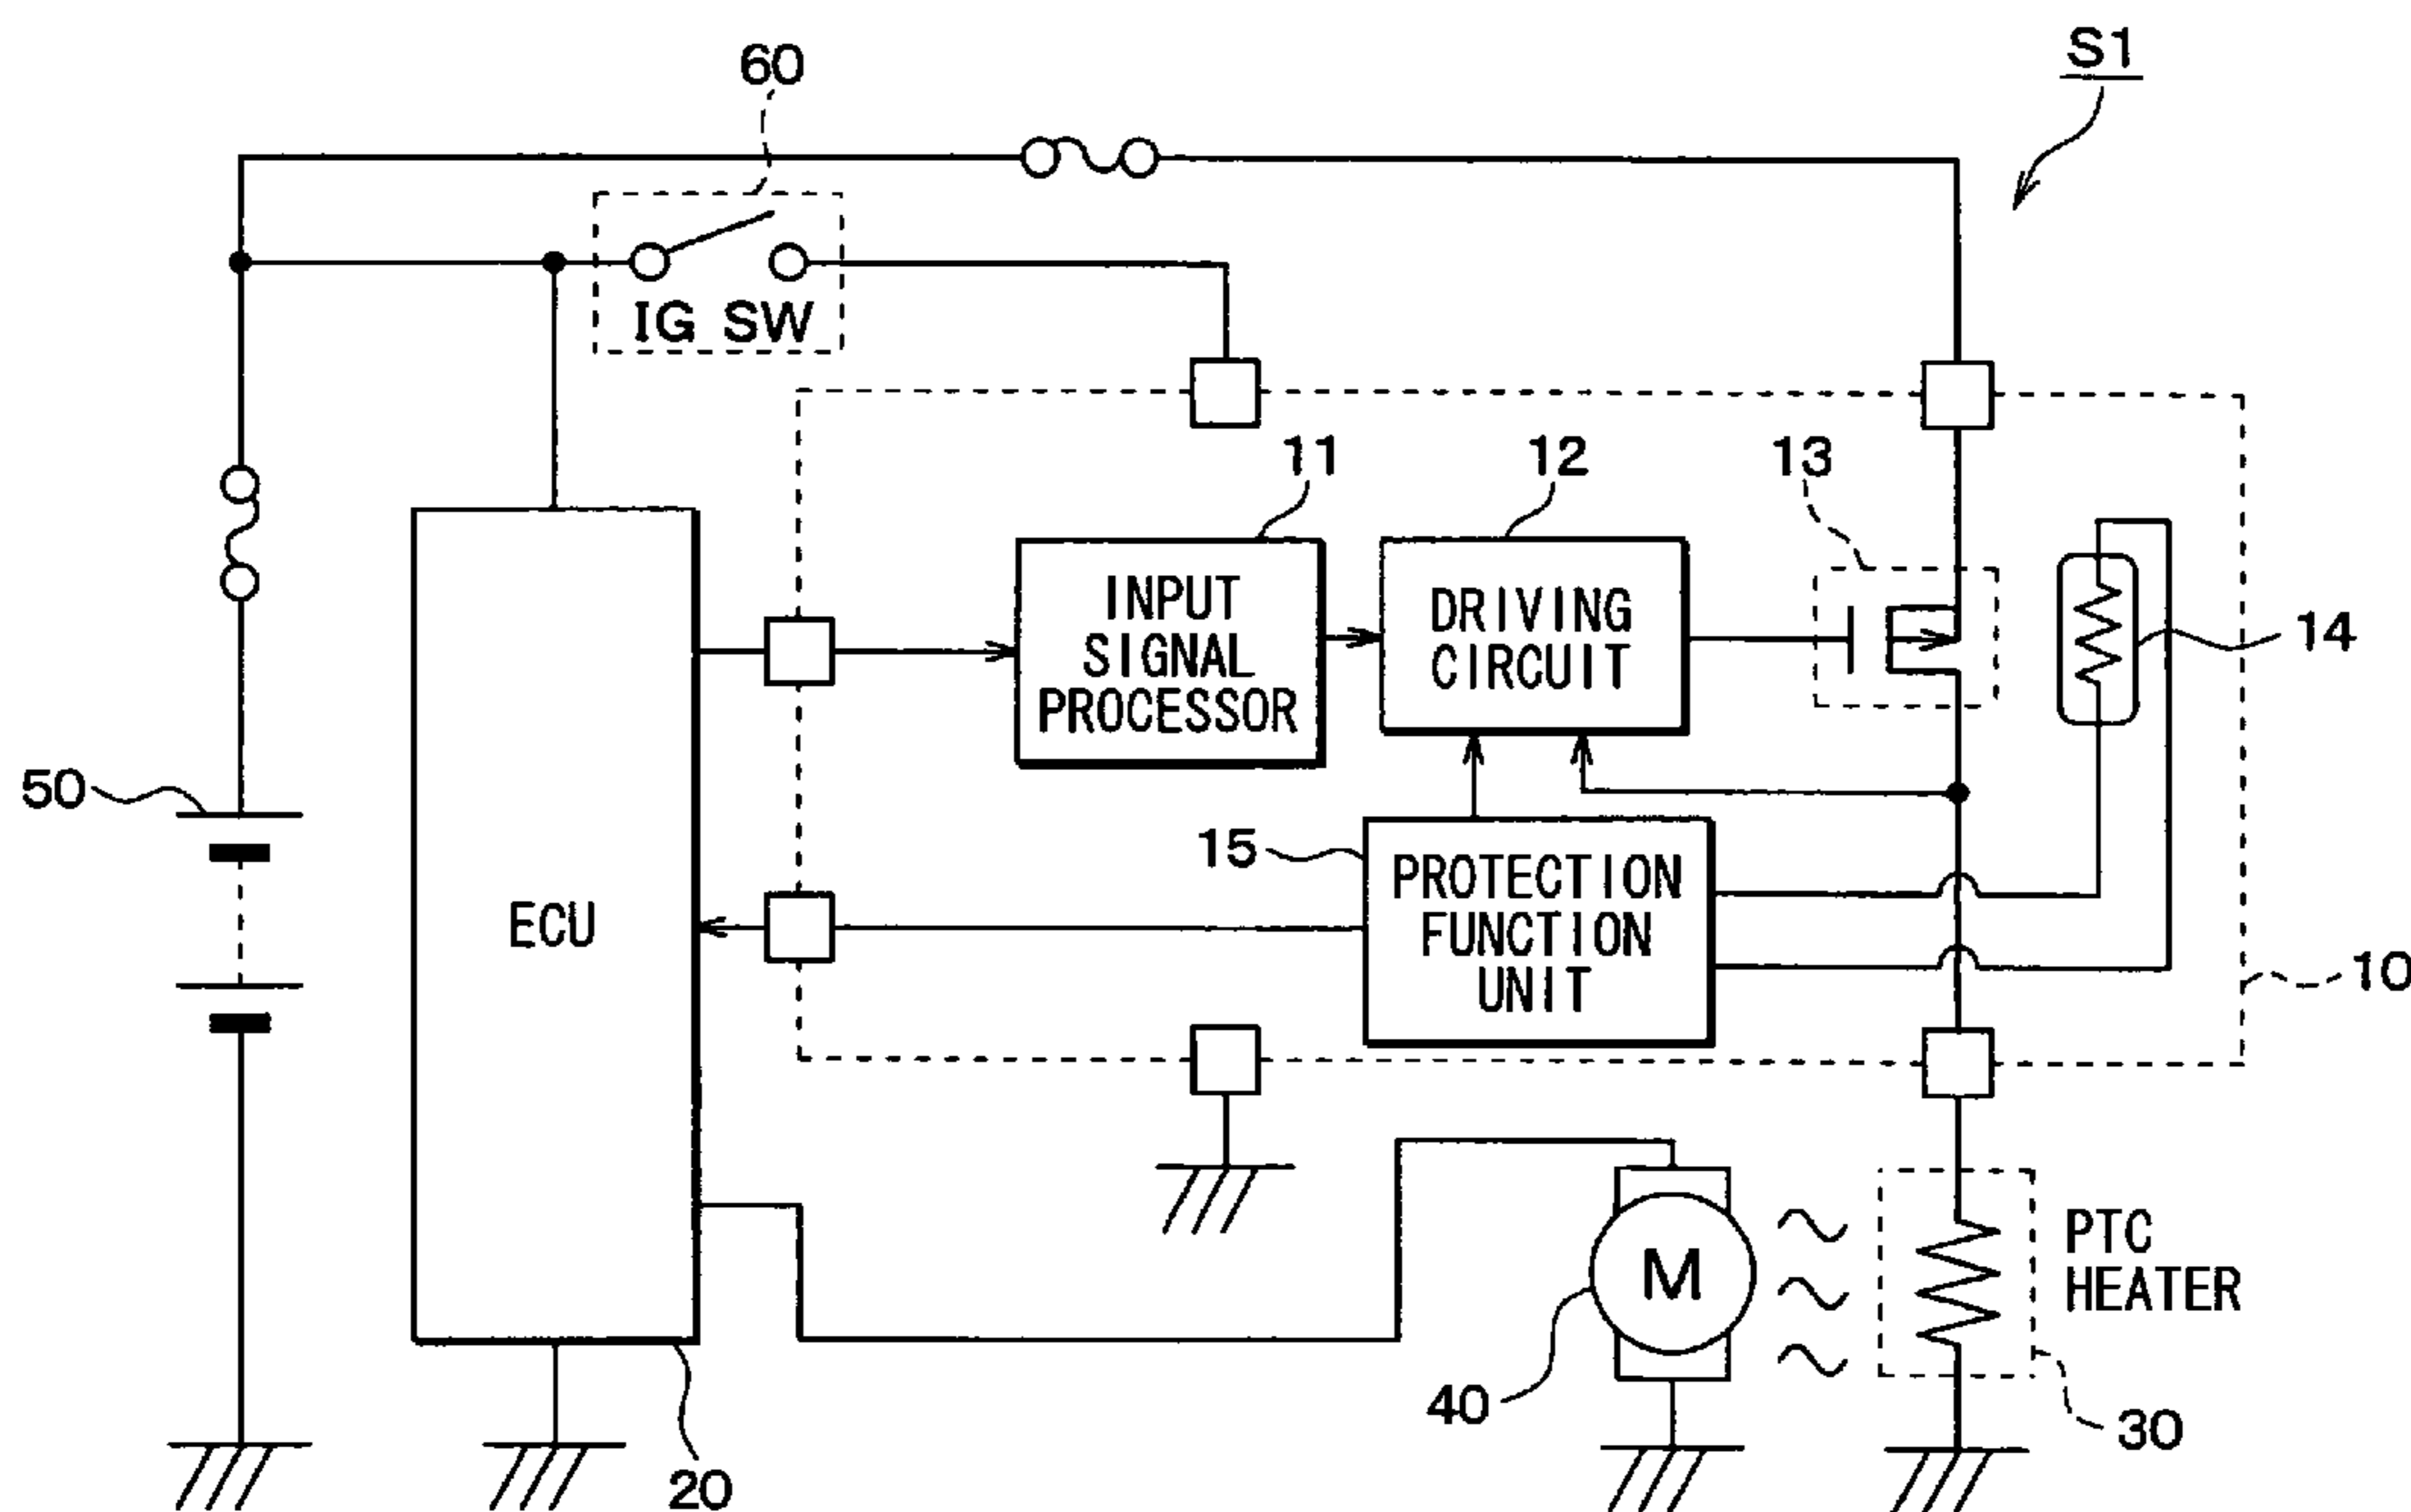 60
S1
IG SW
11
12
13
INPUT
SIGNAL
PROCESSOR
DRIVING
CIRCUIT
14
50
15
PROTECTION
FUNCTION
UNIT
ECU
10
M
PTC
HEATER
40
30
20